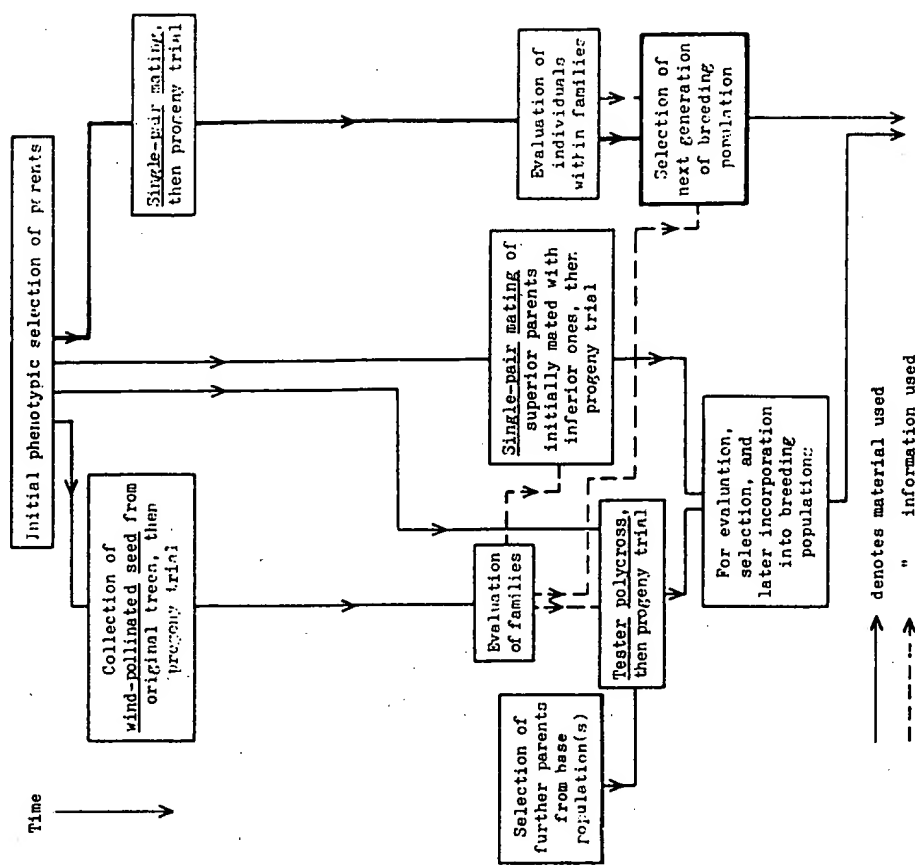 Time
Initial phenotypic selection of parents
Collection of
wind-pollinated seed from
original trees, then
progeny trial
Single-pair mating,
then progeny trial
Evaluation
of families
Single-pair mating of
superior parents
initially mated with
inferior ones, then
progeny trial
Evaluation of
individuals
within families
Selection of
further parents
from base
population(s)
Tester polycross,
then progeny trial
Selection of
next generation
of breeding
population
For evaluation,
selection, and
later incorporation
into breeding
populations
denotes material used
" information used